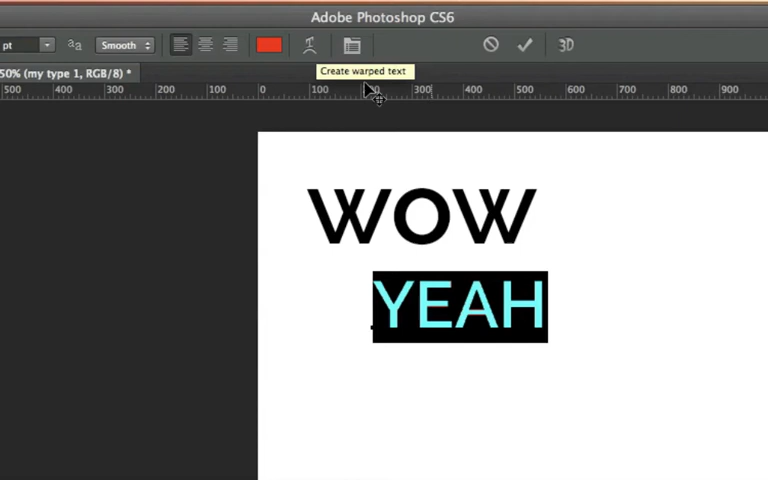 Adobe Photoshop CS6
pt aa Smooth 3D
Create warped text
50% (my type 1, RGB/8) *
500 400 300 200 100 0 100 200 300 400 500 600 700 800 900
WOW
YEAH